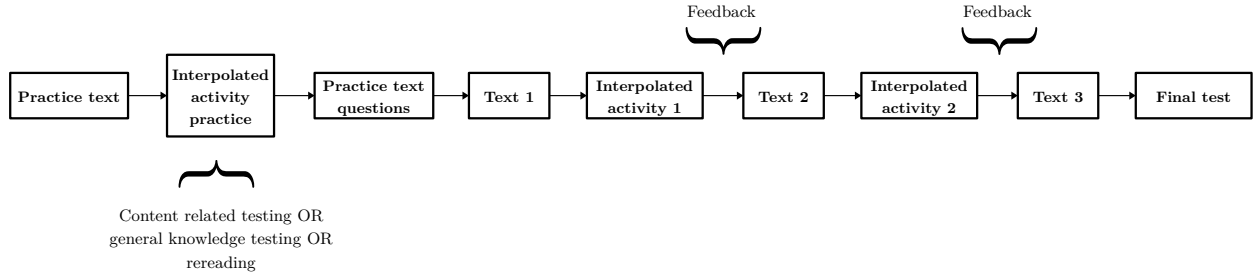 Feedback
Feedback
Practice text
Interpolated
activity
practice
Practice text
questions
Text 1
Interpolated
activity 1
Text 2
Interpolated
activity 2
Text 3
Final test
Content related testing OR
general knowledge testing OR
rereading